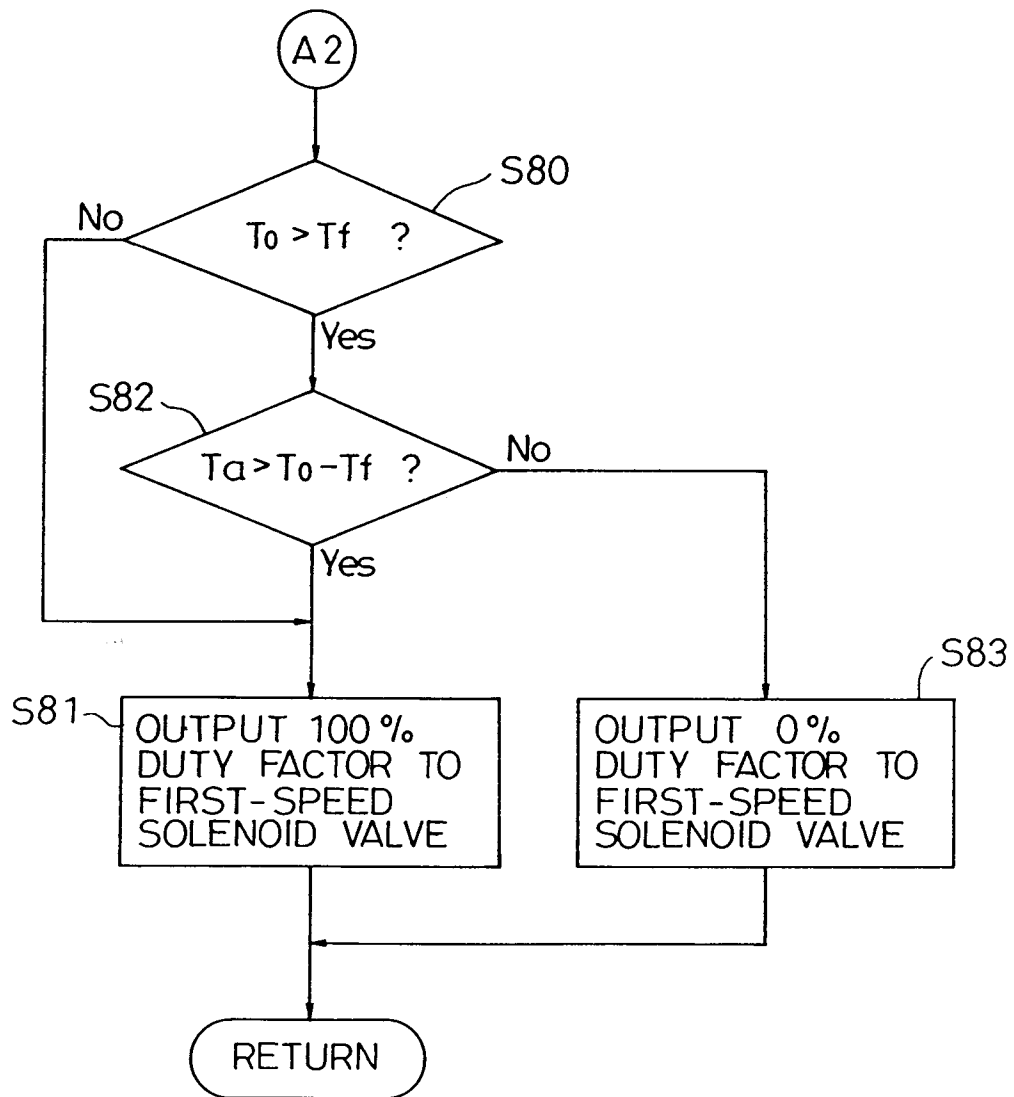 A2
S80
No
To > Tf ?
Yes
S82
Ta > To - Tf ?
No
Yes
S81
OUTPUT 100%
DUTY FACTOR TO
FIRST-SPEED
SOLENOID VALVE
S83
OUTPUT 0%
DUTY FACTOR TO
FIRST-SPEED
SOLENOID VALVE
RETURN